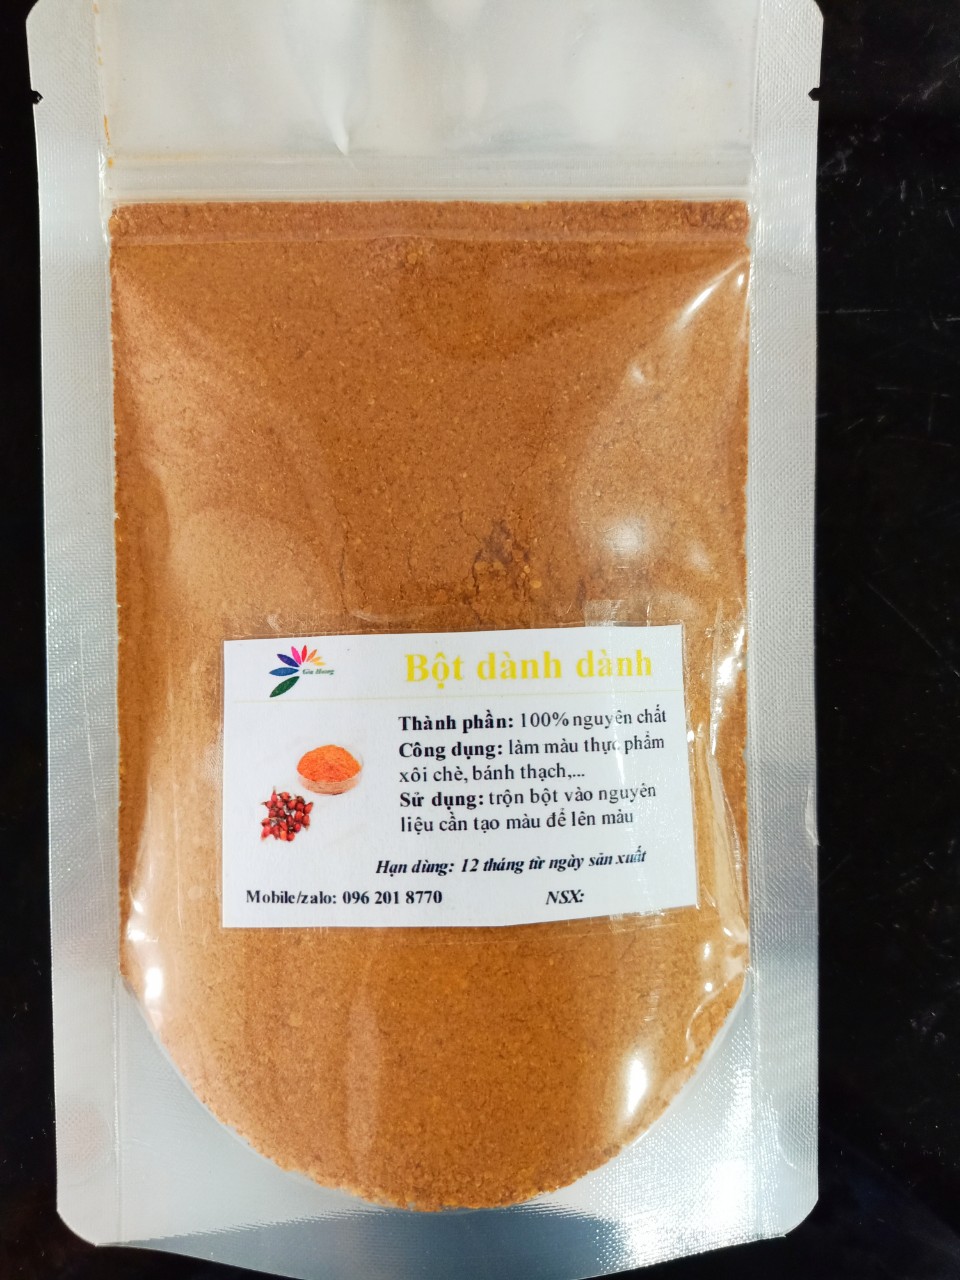 Gia Hương
Bột dành dành
Thành phần: 100% nguyên chất
Công dụng: làm màu thực phẩm
xôi chè, bánh thạch,...
Sử dụng: trộn bột vào nguyên
liệu cần tạo màu để lên màu
Hạn dùng: 12 tháng từ ngày sản xuất
Mobile/zalo: 096 201 8770 NSX: